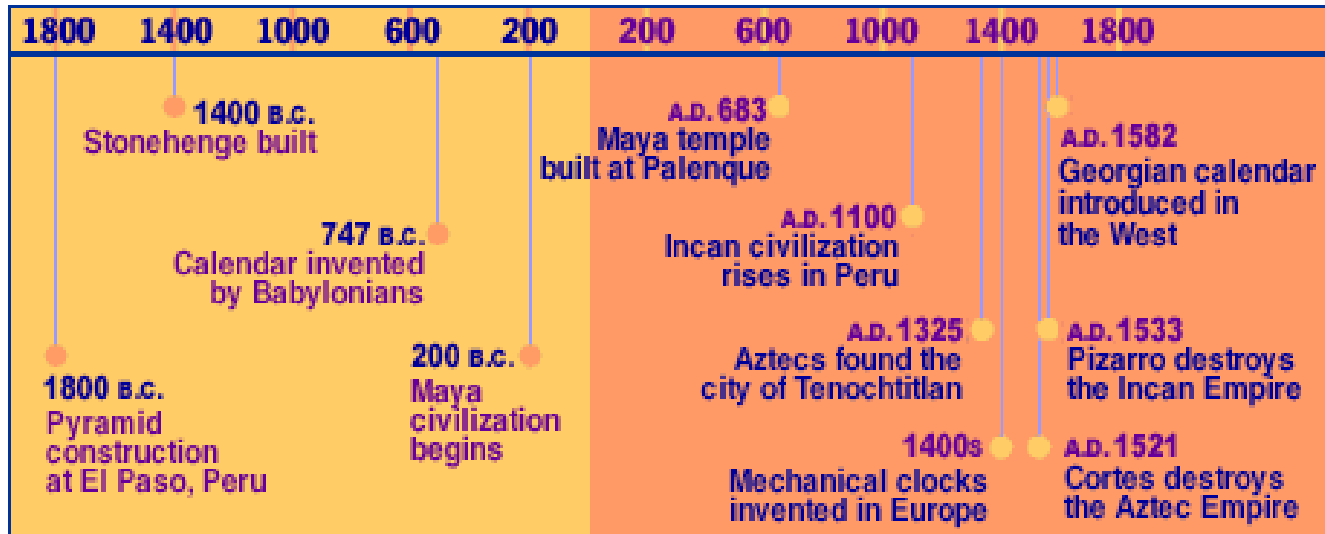 1800 1400 1000 600 200 200 600 1000 1400 1800
1400 B.C.
Stonehenge built
747 B.C.
Calendar invented
by Babylonians
1800 B.C.
Pyramid
construction
at El Paso, Peru
200 B.C.
Maya
civilization
begins
A.D. 683
Maya temple
built at Palenque
A.D. 1100
Incan civilization
rises in Peru
A.D. 1325
Aztecs found the
city of Tenochtitlan
1400s
Mechanical clocks
invented in Europe
A.D. 1582
Georgian calendar
introduced in
the West
A.D. 1533
Pizarro destroys
the Incan Empire
A.D. 1521
Cortes destroys
the Aztec Empire